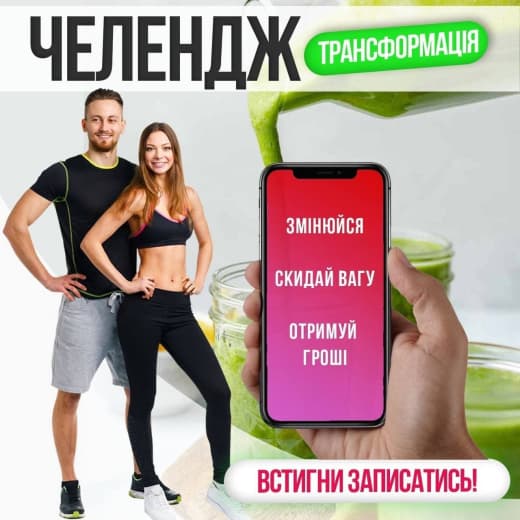 ЧЕЛЕНДЖ
ТРАНСФОРМАЦІЯ
ЗМІНЮЙСЯ
СКИДАЙ ВАГУ
ОТРИМУЙ
ГРОШІ
ВСТИГНИ ЗАПИСАТИСЬ!